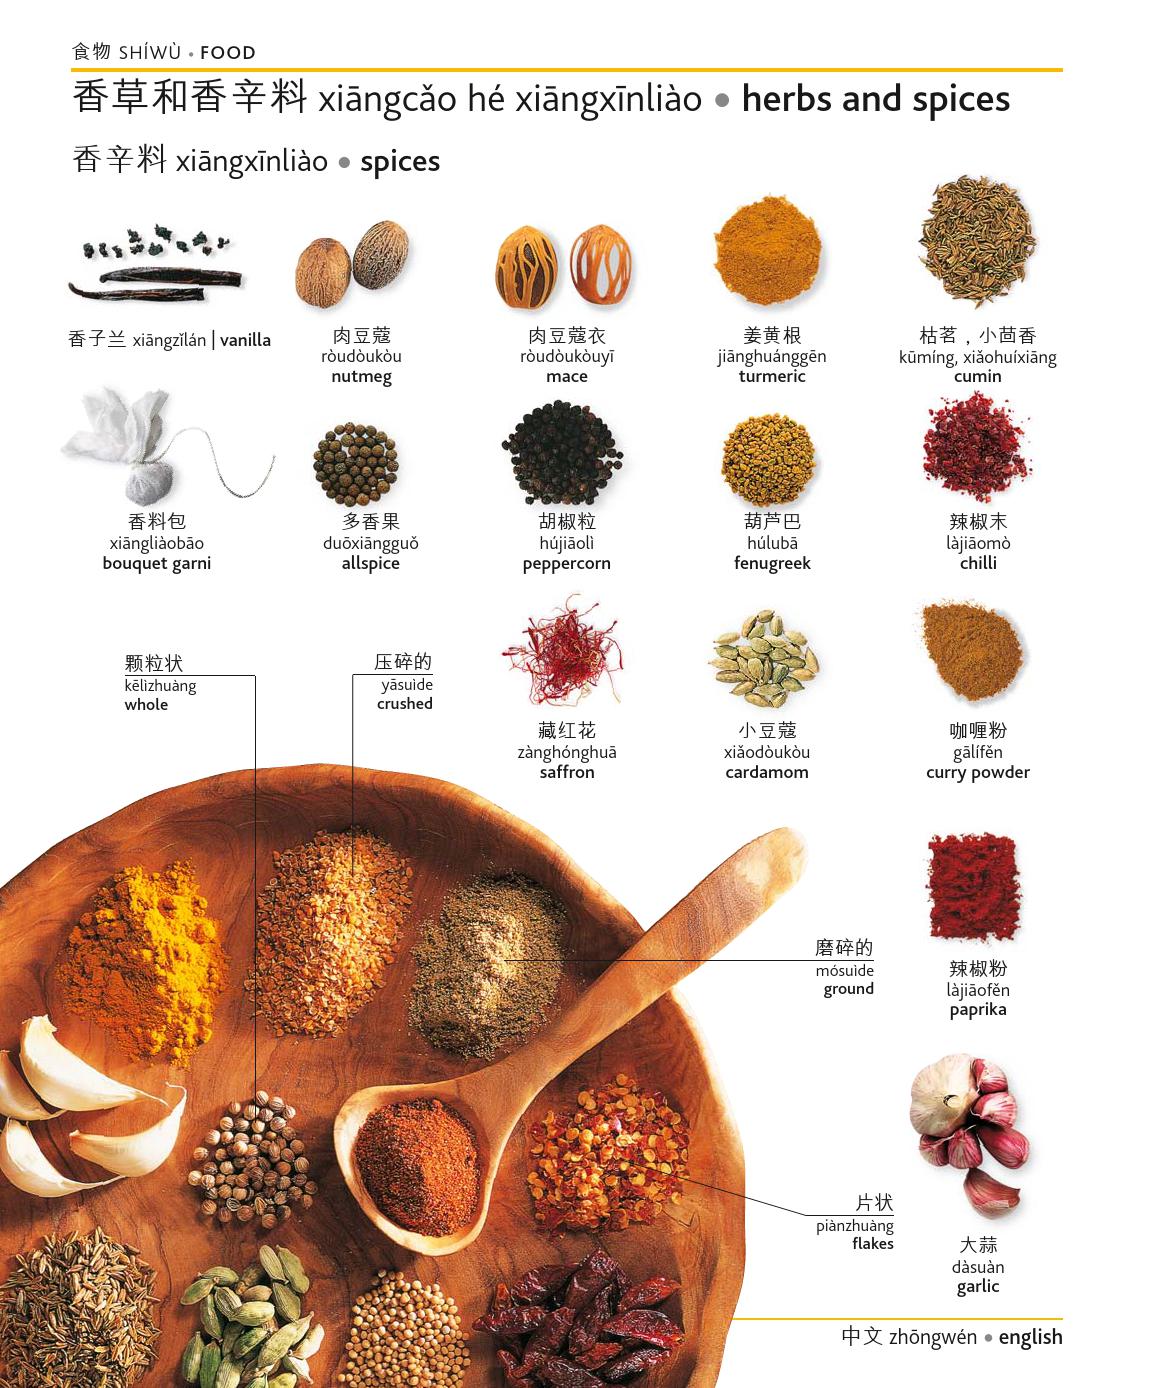 食物 SHÍWÙ • FOOD
香草和香辛料 xiāngcǎo hé xiāngxīnliào • herbs and spices
香辛料 xiāngxīnliào • spices
香子兰 xiāngzǐlán | vanilla
肉豆蔻
ròudòukòu
nutmeg
肉豆蔻衣
ròudòukòuyī
mace
姜黄根
jiānghuánggēn
turmeric
枯茗，小茴香
kūmíng, xiǎohuíxiāng
cumin
香料包
xiāngliàobāo
bouquet garni
多香果
duōxiāngguǒ
allspice
胡椒粒
hújiāolì
peppercorn
葫芦巴
húlubā
fenugreek
辣椒末
làjiāomò
chilli
颗粒状
kēlìzhuàng
whole
压碎的
yāsuìde
crushed
藏红花
zànghónghuā
saffron
小豆蔻
xiǎodòukòu
cardamom
咖喱粉
gālífěn
curry powder
磨碎的
mósuìde
ground
辣椒粉
làjiāofěn
paprika
片状
piànzhuàng
flakes
大蒜
dàsuàn
garlic
中文 zhōngwén • english